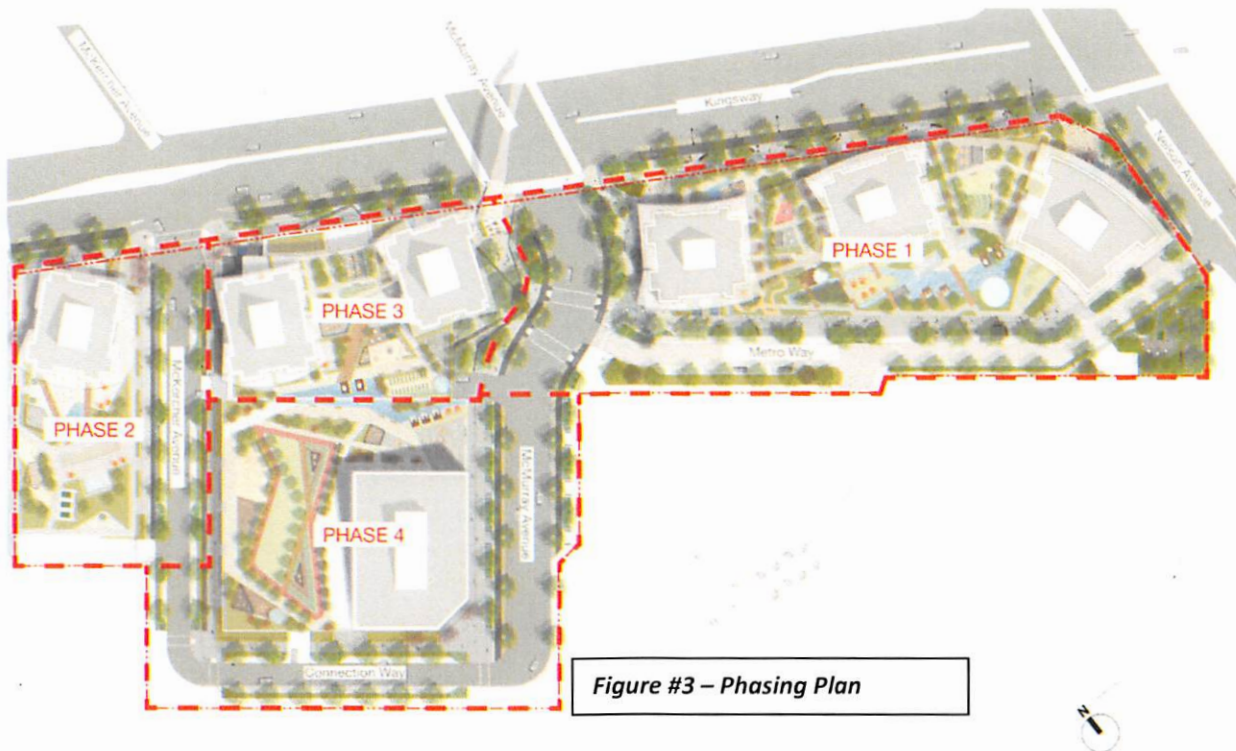 McKercher Avenue
McMurray Avenue
Kingsway
Nelson Avenue
PHASE 1
PHASE 3
Metro Way
McKercher Avenue
PHASE 2
McMurray Avenue
PHASE 4
Connection Way
Figure #3 – Phasing Plan
N